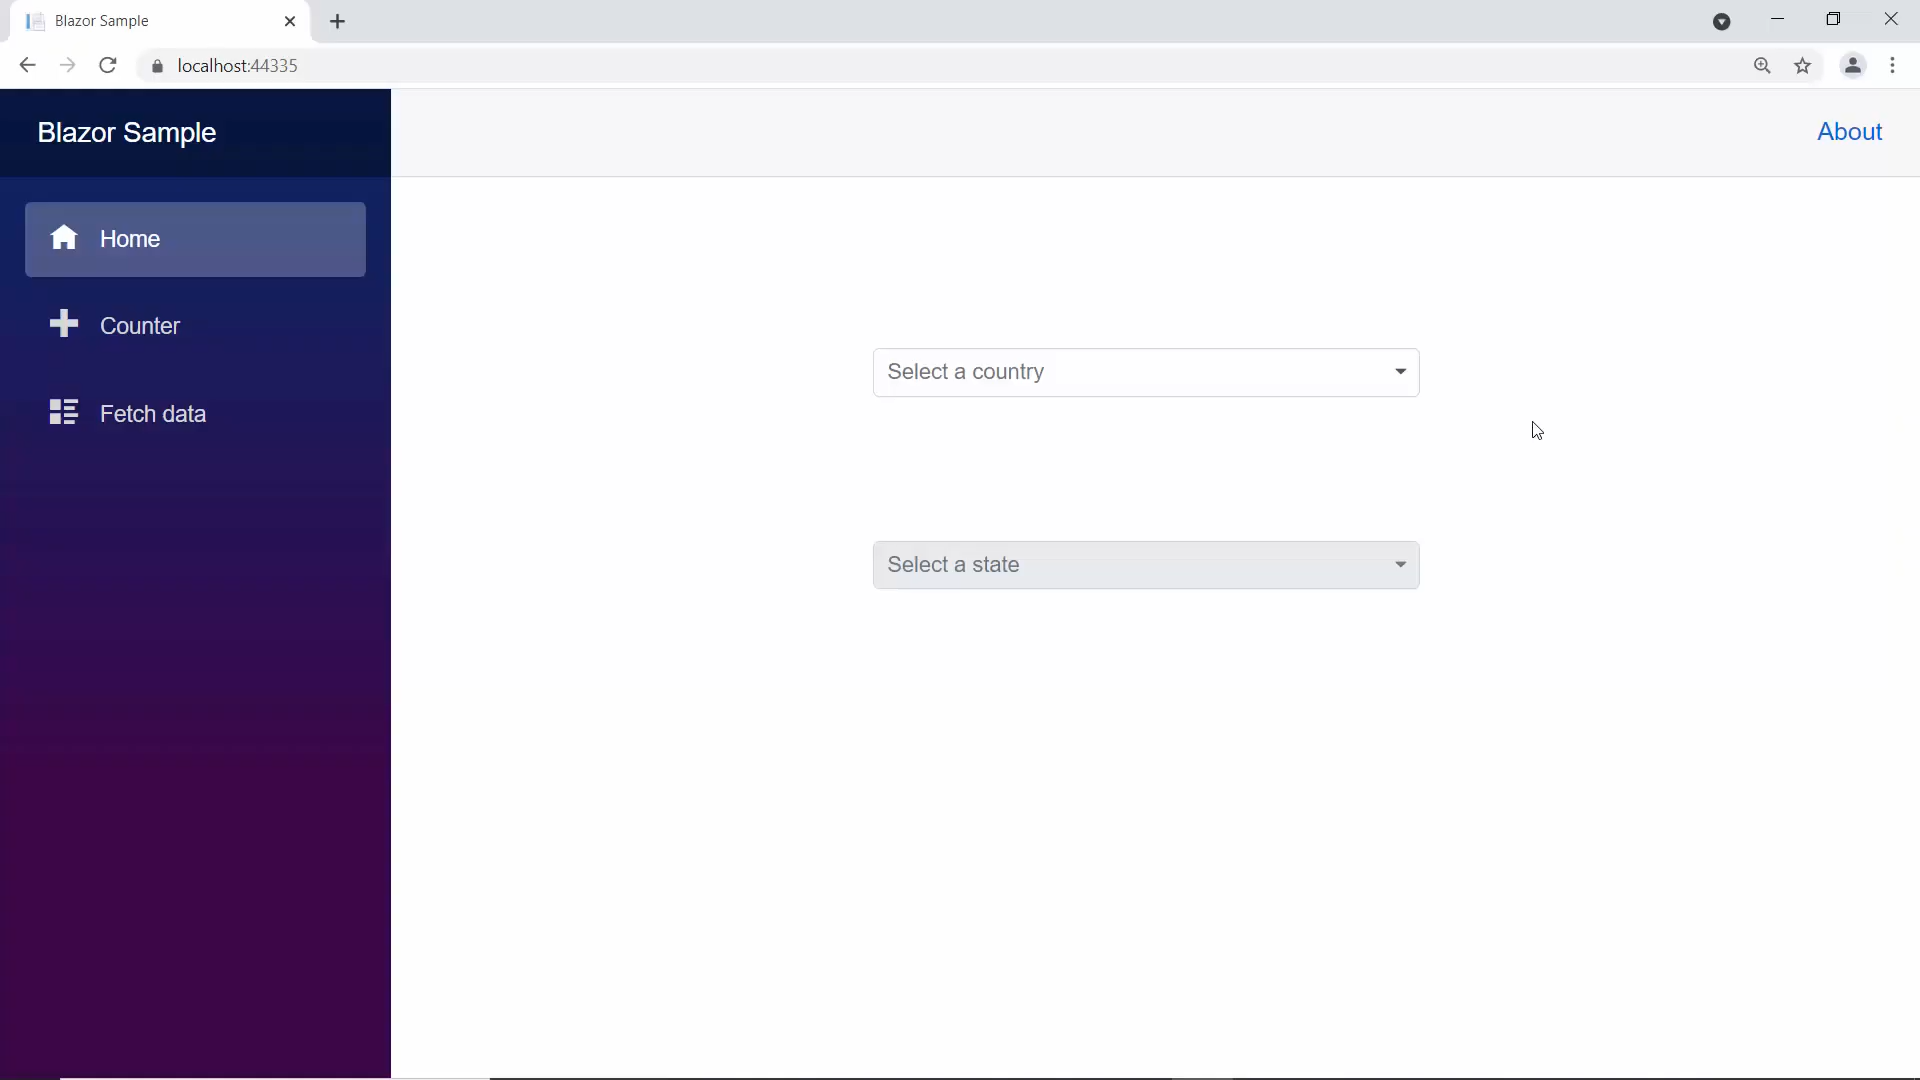 Blazor Sample
localhost:44335
Blazor Sample
About
Home
Counter
Fetch data
Select a country
Select a state